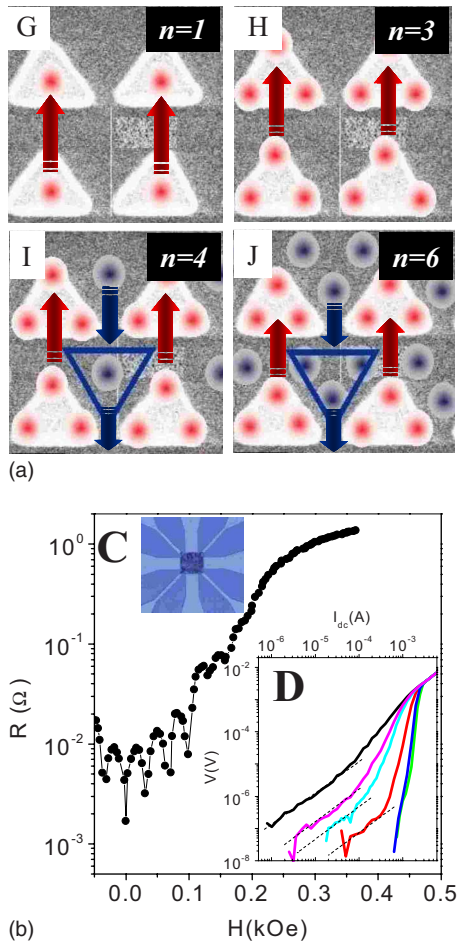 G
n=1
H
n=3
I
n=4
J
n=6
(a)
C
10^0
10^-1
10^-2
10^-3
R (Ω)
I_dc(A)
10^-6 10^-5 10^-4 10^-3
D
10^-2
10^-4
10^-6
10^-8
V(V)
0.0 0.1 0.2 0.3 0.4 0.5
H(kOe)
(b)